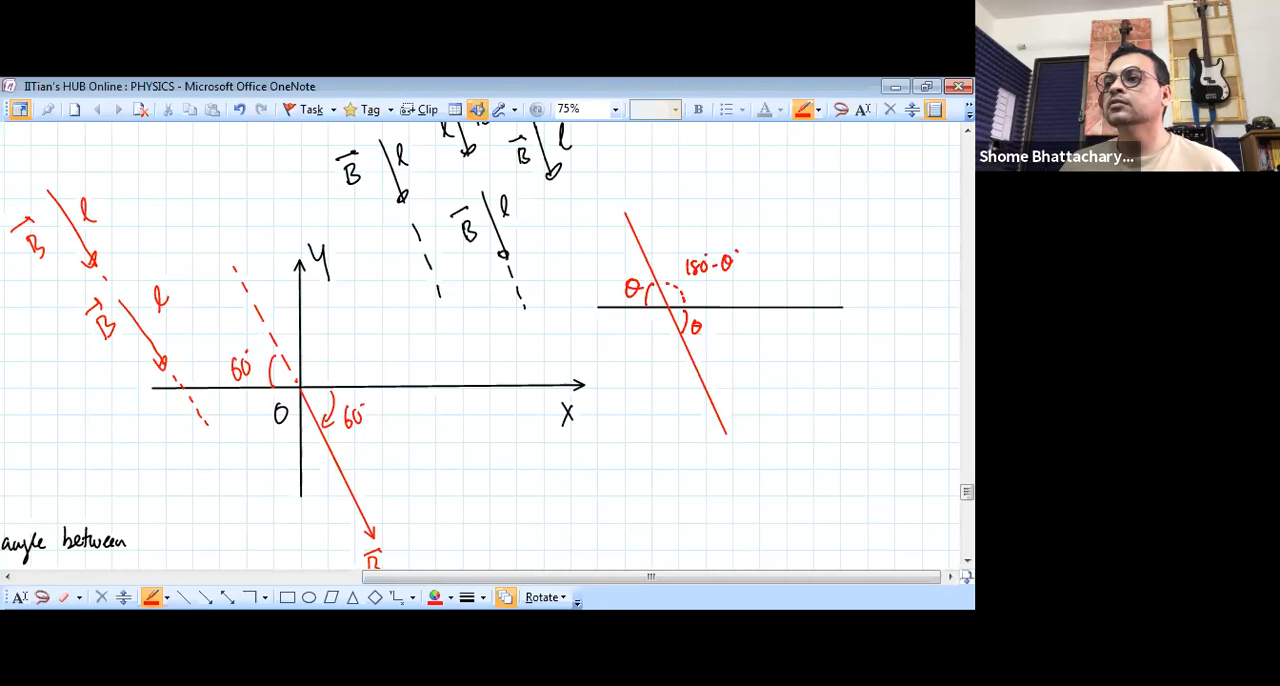 IITian's HUB Online : PHYSICS - Microsoft Office OneNote
Task
Tag
Clip
75%
B
A
Shome Bhattachary...
B l
B l
B l
B l
B l
Y
60°
O
60°
X
B
θ
180°-θ
θ
angle between
Rotate